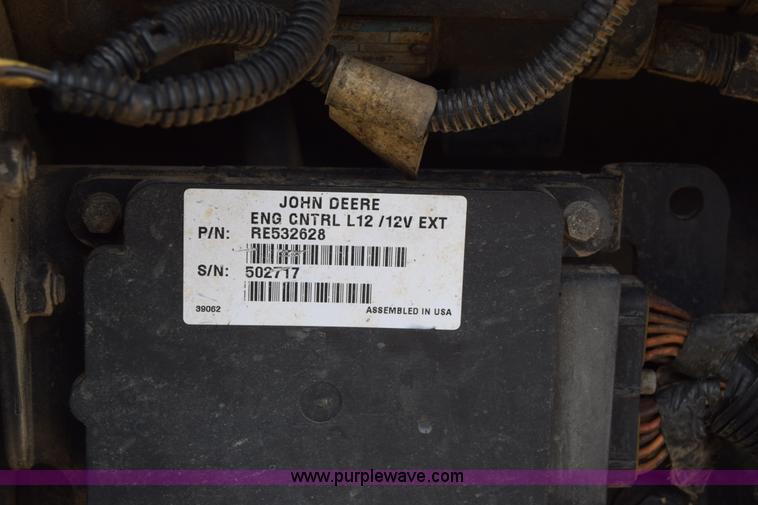 JOHN DEERE
ENG CNTRL L12 /12V EXT
P/N: RE532628
S/N: 502717
39062 ASSEMBLED IN USA
www.purplewave.com